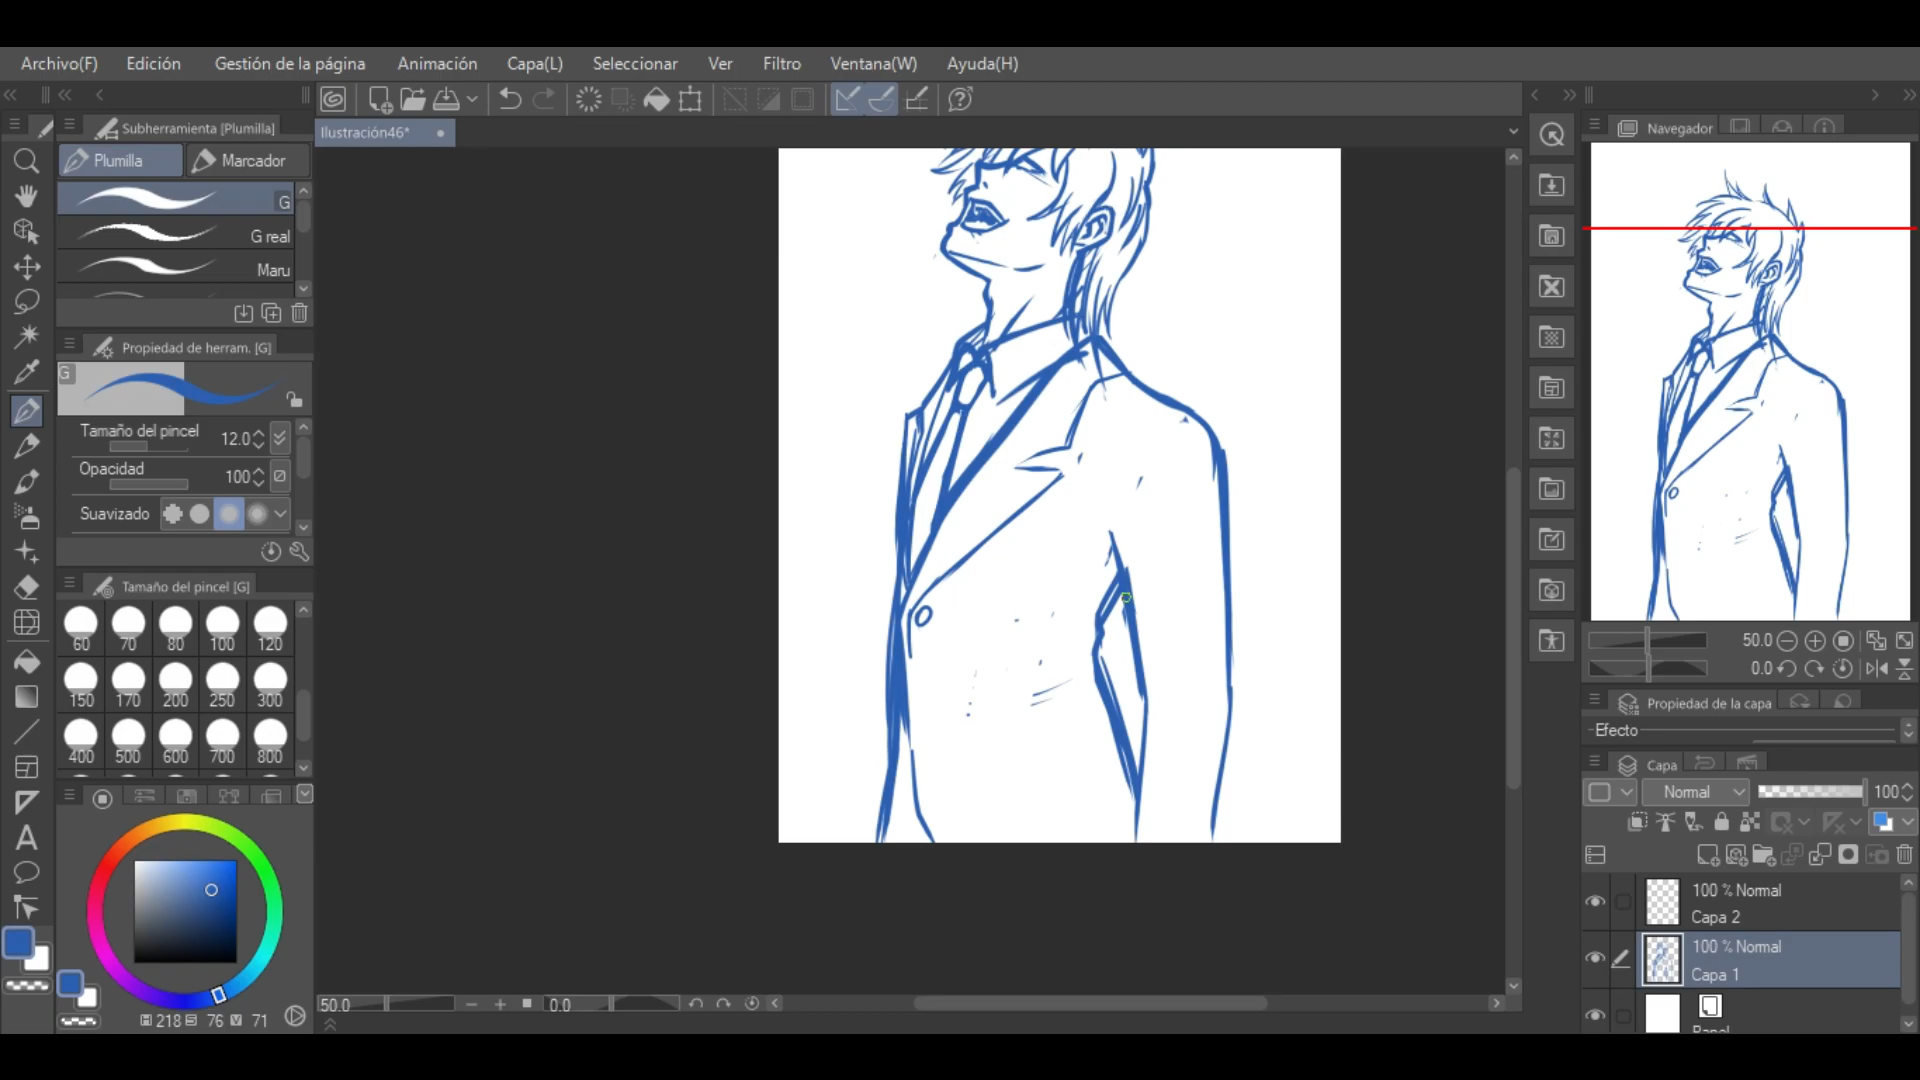 Archivo(F) Edición Gestión de la página Animación Capa(L) Seleccionar Ver Filtro Ventana(W) Ayuda(H)
Subherramienta [Plumilla]
Ilustración46*
Plumilla Marcador
G
G real
Maru
Propiedad de herram. [G]
G
Tamaño del pincel 12.0
Opacidad 100
Suavizado
Tamaño del pincel [G]
60 70 80 100 120
150 170 200 250 300
400 500 600 700 800
H 218 S 76 V 71
50.0 0.0
Navegador
50.0
0.0
Propiedad de la capa
Efecto
Capa
Normal 100
100 % Normal
Capa 2
100 % Normal
Capa 1